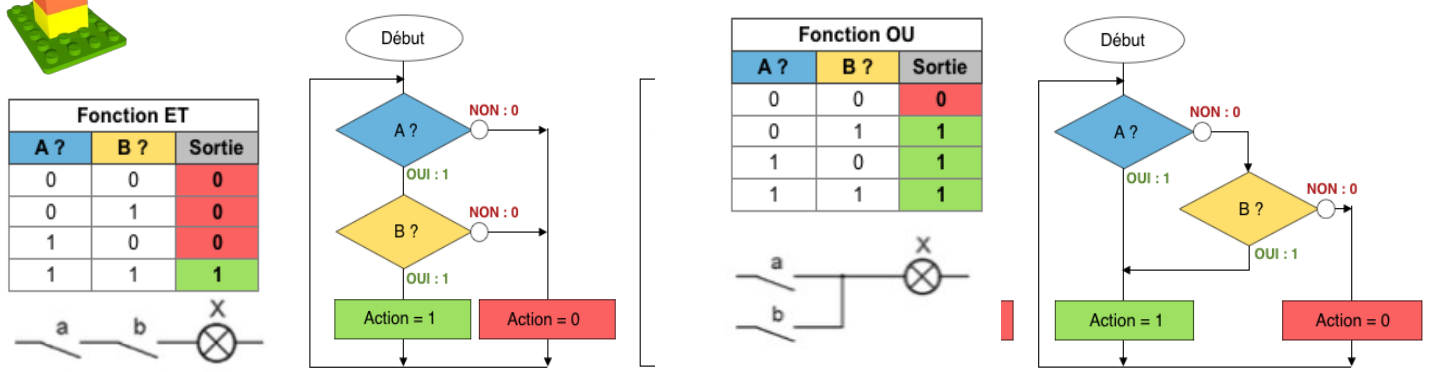 Fonction ET
A ? B ? Sortie
0 0 0
0 1 0
1 0 0
1 1 1
a b X
Début
A ?
NON : 0
OUI : 1
B ?
NON : 0
OUI : 1
Action = 1
Action = 0
Fonction OU
A ? B ? Sortie
0 0 0
0 1 1
1 0 1
1 1 1
a X
b
Début
A ?
NON : 0
OUI : 1
B ?
NON : 0
OUI : 1
Action = 1
Action = 0